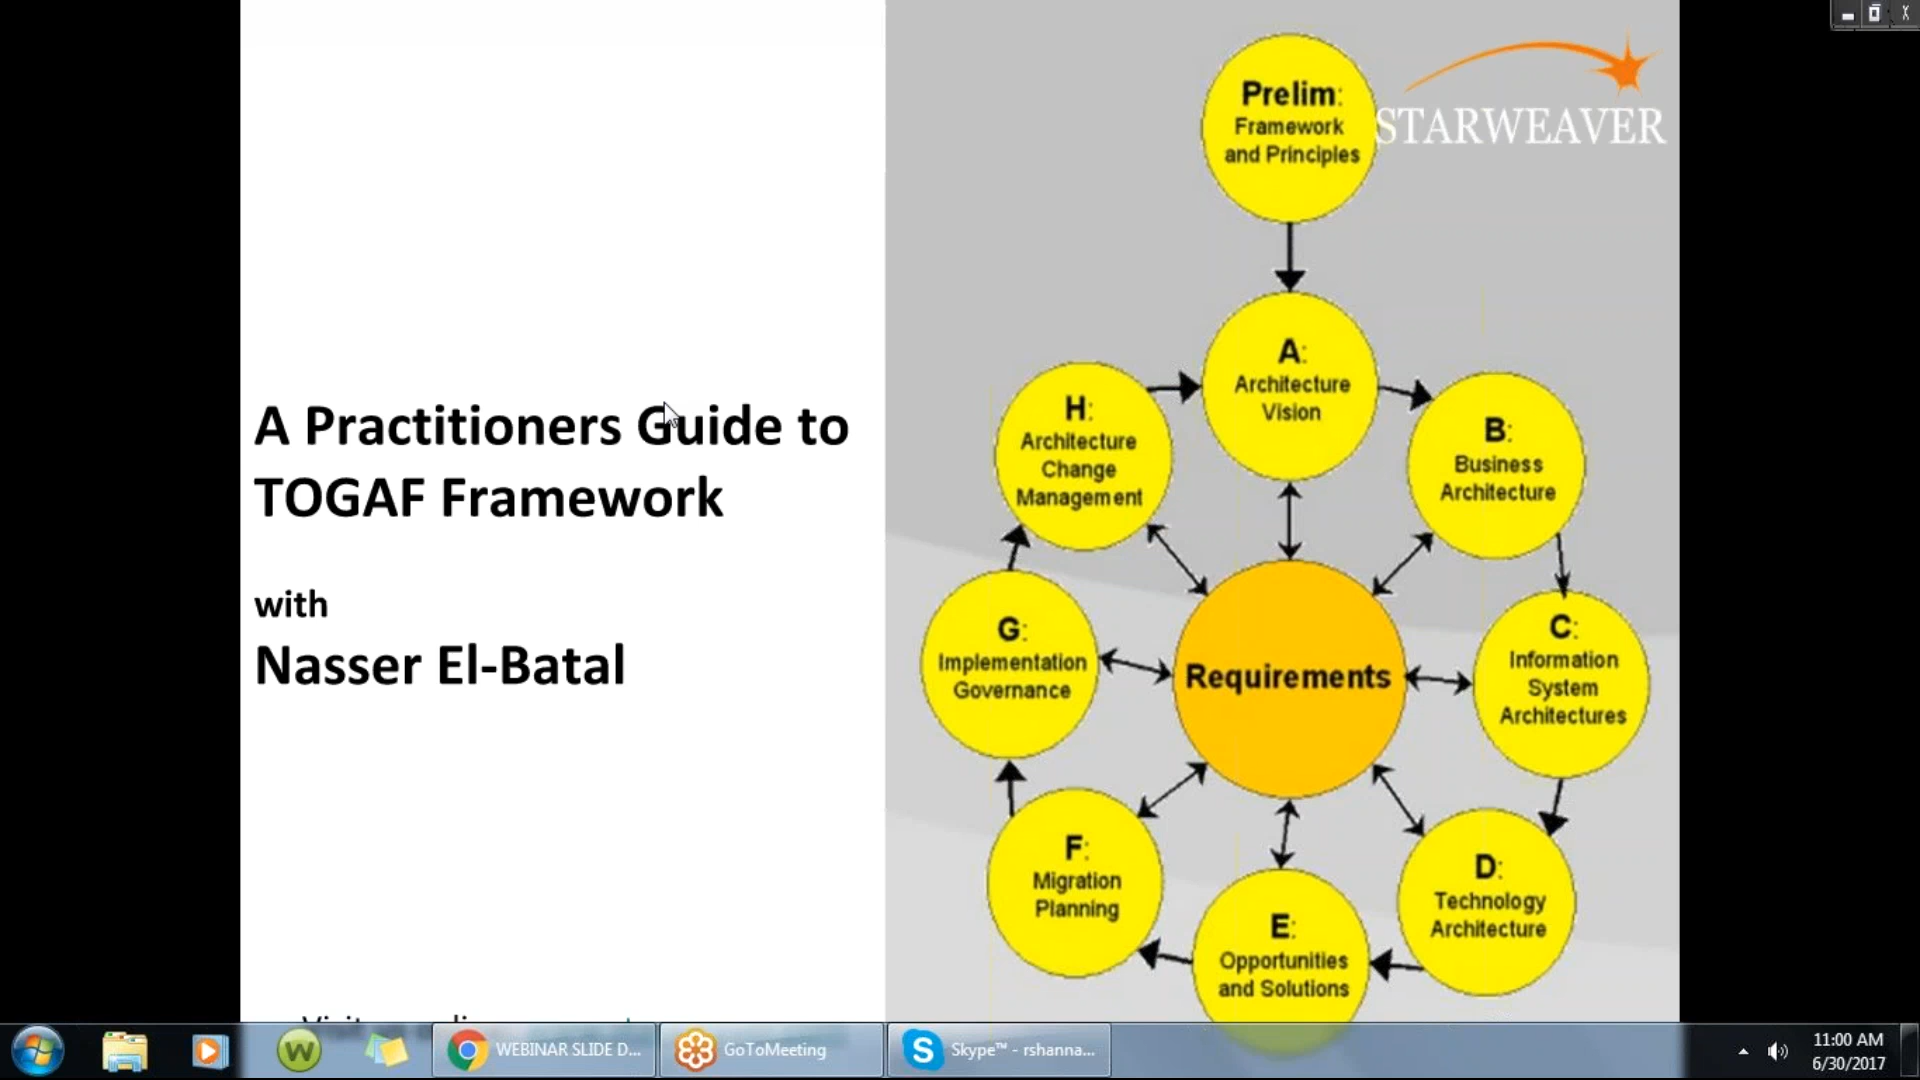 A Practitioners Guide to
TOGAF Framework
with
Nasser El-Batal
STARWEAVER
Prelim:
Framework
and Principles
A:
Architecture
Vision
B:
Business
Architecture
C:
Information
System
Architectures
D:
Technology
Architecture
E:
Opportunities
and Solutions
F:
Migration
Planning
G:
Implementation
Governance
H:
Architecture
Change
Management
Requirements
WEBINAR SLIDE D...
GoToMeeting
Skype™ - rshanna...
11:00 AM
6/30/2017